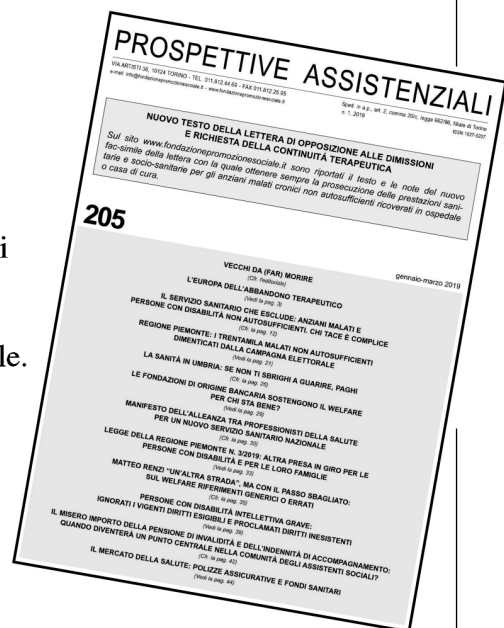 PROSPETTIVE ASSISTENZIALI
VIA ARTISTI 36, 10124 TORINO - TEL. 011.812.44.69 - FAX 011.812.25.95
e-mail: info@fondazionepromozionesociale.it - www.fondazionepromozionesociale.it
Sped. in a.p., art. 2, comma 20/c, legge 662/96, filiale di Torino
n. 1, 2019
ISSN 1827-5257
NUOVO TESTO DELLA LETTERA DI OPPOSIZIONE ALLE DIMISSIONI
E RICHIESTA DELLA CONTINUITÀ TERAPEUTICA
Sul sito www.fondazionepromozionesociale.it sono riportati il testo e le note del nuovo
fac-simile della lettera con la quale ottenere sempre la prosecuzione delle prestazioni sani-
tarie e socio-sanitarie per gli anziani malati cronici non autosufficienti ricoverati in ospedale
o casa di cura.
205
gennaio-marzo 2019
i
le.
VECCHI DA (FAR) MORIRE
(Cfr. l'editoriale)
L'EUROPA DELL'ABBANDONO TERAPEUTICO
(Vedi la pag. 3)
IL SERVIZIO SANITARIO CHE ESCLUDE: ANZIANI MALATI E
PERSONE CON DISABILITÀ NON AUTOSUFFICIENTI. CHI TACE È COMPLICE
(Cfr. la pag. 12)
REGIONE PIEMONTE: I TRENTAMILA MALATI NON AUTOSUFFICIENTI
DIMENTICATI DALLA CAMPAGNA ELETTORALE
(Vedi la pag. 21)
LA SANITÀ IN UMBRIA: SE NON TI SBRIGHI A GUARIRE, PAGHI
(Cfr. la pag. 26)
LE FONDAZIONI DI ORIGINE BANCARIA SOSTENGONO IL WELFARE
PER CHI STA BENE?
(Vedi la pag. 29)
MANIFESTO DELL'ALLEANZA TRA PROFESSIONISTI DELLA SALUTE
PER UN NUOVO SERVIZIO SANITARIO NAZIONALE
(Cfr. la pag. 30)
LEGGE DELLA REGIONE PIEMONTE N. 3/2019: ALTRA PRESA IN GIRO PER LE
PERSONE CON DISABILITÀ E PER LE LORO FAMIGLIE
(Vedi la pag. 33)
MATTEO RENZI "UN'ALTRA STRADA", MA CON IL PASSO SBAGLIATO:
SUL WELFARE RIFERIMENTI GENERICI O ERRATI
(Cfr. la pag. 35)
PERSONE CON DISABILITÀ INTELLETTIVA GRAVE:
IGNORATI I VIGENTI DIRITTI ESIGIBILI E PROCLAMATI DIRITTI INESISTENTI
(Vedi la pag. 39)
IL MISERO IMPORTO DELLA PENSIONE DI INVALIDITÀ E DELL'INDENNITÀ DI ACCOMPAGNAMENTO:
QUANDO DIVENTERÀ UN PUNTO CENTRALE NELLA COMUNITÀ DEGLI ASSISTENTI SOCIALI?
(Cfr. la pag. 42)
IL MERCATO DELLA SALUTE: POLIZZE ASSICURATIVE E FONDI SANITARI
(Vedi la pag. 44)